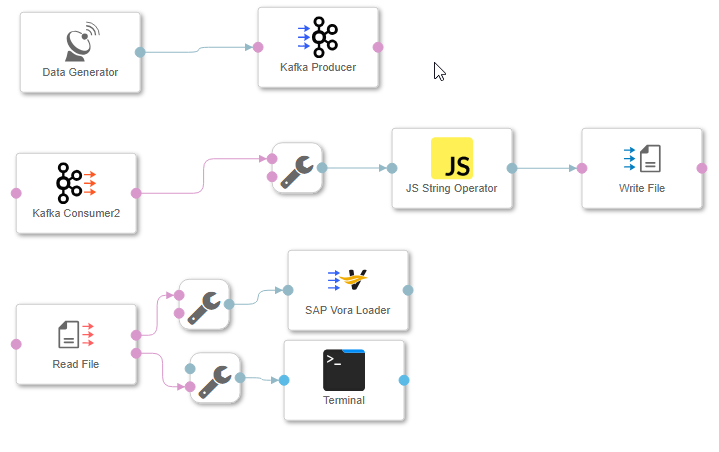 Data Generator
Kafka Producer
Kafka Consumer2
JS
JS String Operator
Write File
Read File
SAP Vora Loader
>_
Terminal